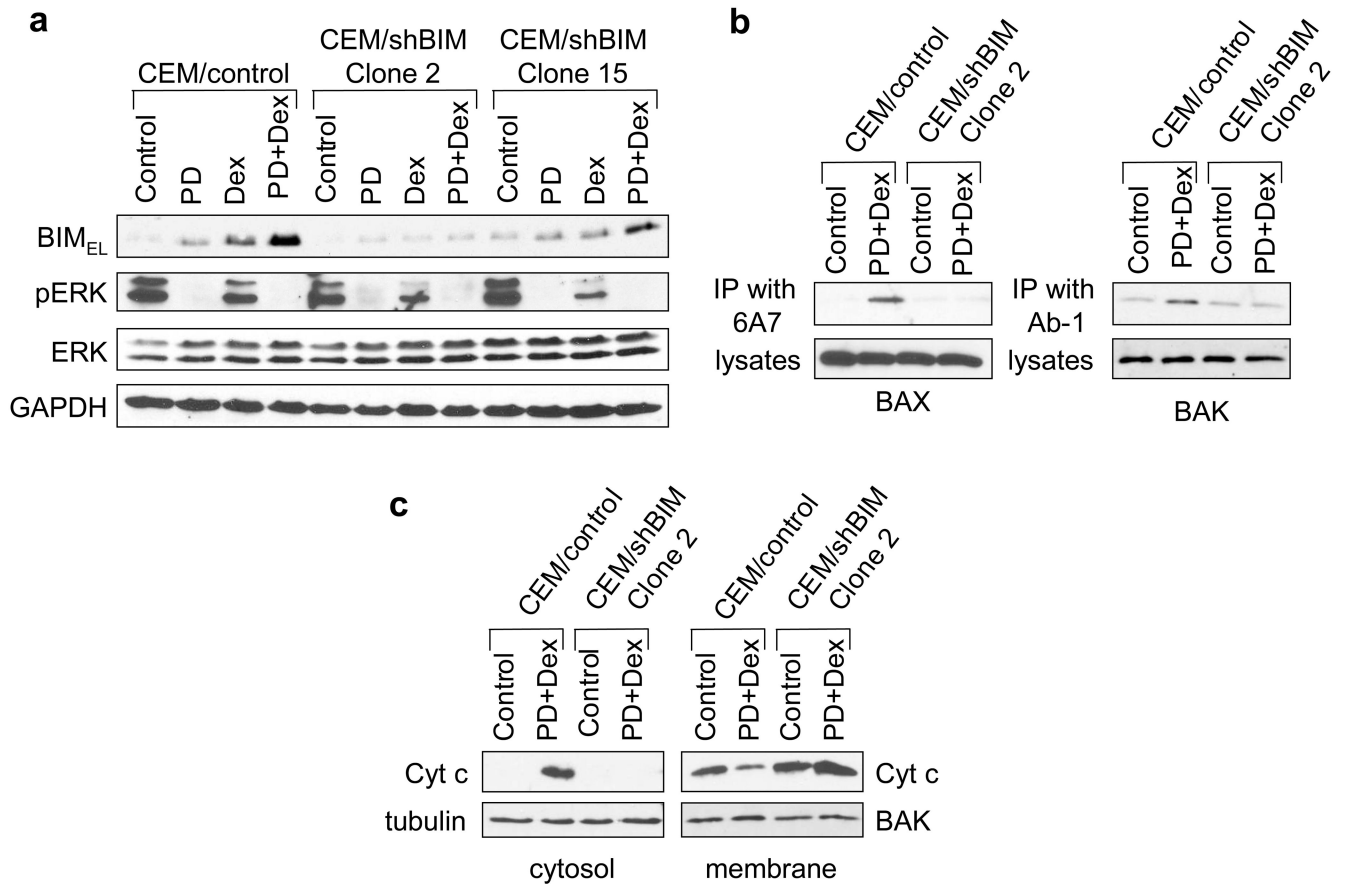 a
CEM/control
CEM/shBIM
Clone 2
CEM/shBIM
Clone 15
Control
PD
Dex
PD+Dex
Control
PD
Dex
PD+Dex
Control
PD
Dex
PD+Dex
BIMEL
pERK
ERK
GAPDH
b
CEM/control
CEM/shBIM
Clone 2
Control
PD+Dex
Control
PD+Dex
IP with
6A7
lysates
BAX
CEM/control
CEM/shBIM
Clone 2
Control
PD+Dex
Control
PD+Dex
IP with
Ab-1
lysates
BAK
c
CEM/control
CEM/shBIM
Clone 2
Control
PD+Dex
Control
PD+Dex
Cyt c
tubulin
cytosol
CEM/control
CEM/shBIM
Clone 2
Control
PD+Dex
Control
PD+Dex
Cyt c
BAK
membrane